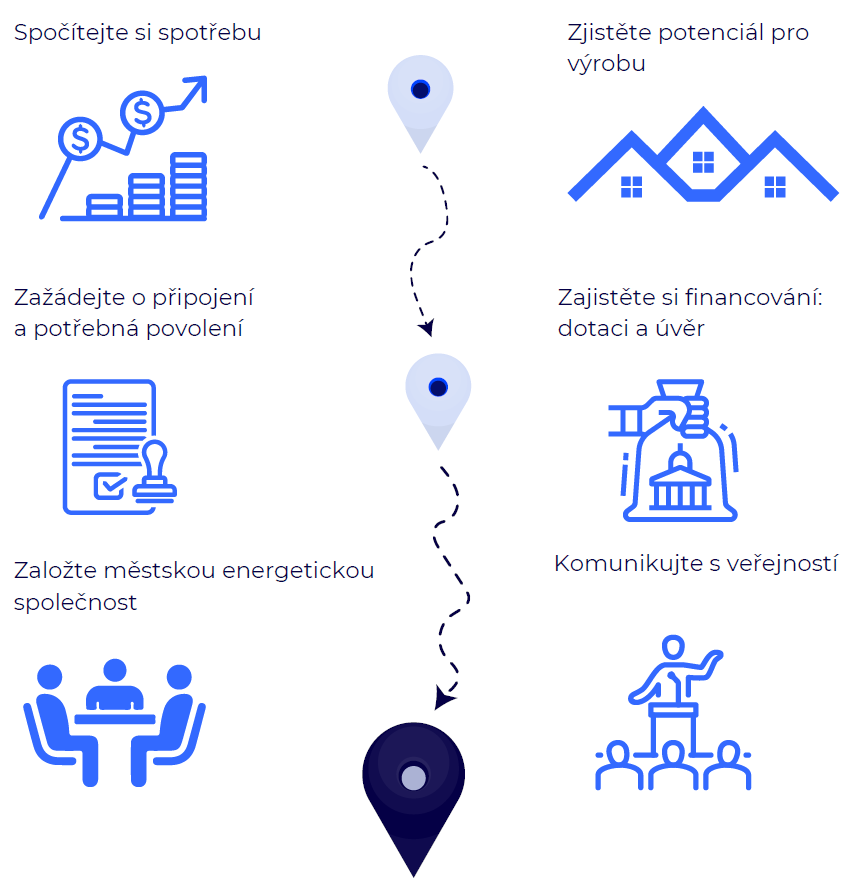 Spočítejte si spotřebu
Zjistěte potenciál pro
výrobu
$
$
Zažádejte o připojení
a potřebná povolení
Zajistěte si financování:
dotaci a úvěr
Založte městskou energetickou
společnost
Komunikujte s veřejností